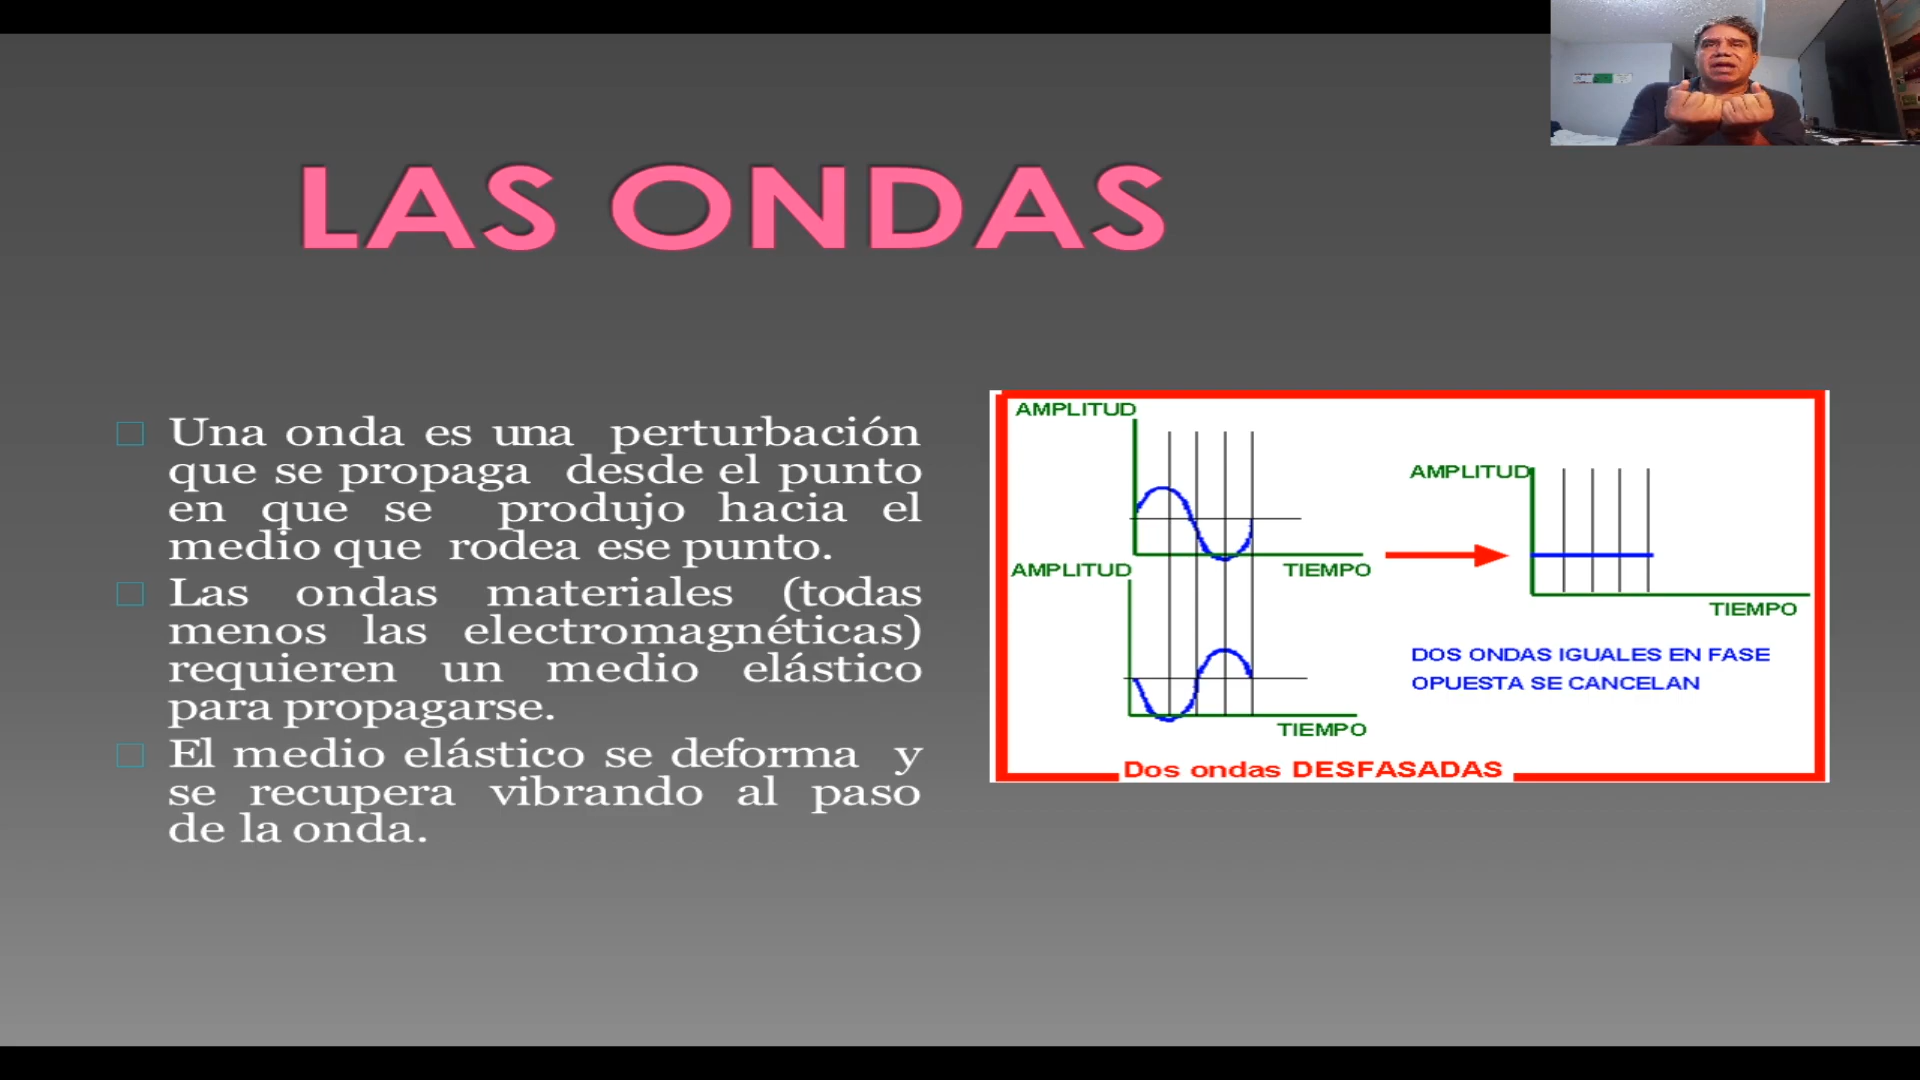 LAS ONDAS
Una onda es una perturbación
que se propaga desde el punto
en que se produjo hacia el
medio que rodea ese punto.
Las ondas materiales (todas
menos las electromagnéticas)
requieren un medio elástico
para propagarse.
El medio elástico se deforma y
se recupera vibrando al paso
de la onda.
AMPLITUD
AMPLITUD
AMPLITUD
TIEMPO
TIEMPO
TIEMPO
DOS ONDAS IGUALES EN FASE
OPUESTA SE CANCELAN
Dos ondas DESFASADAS